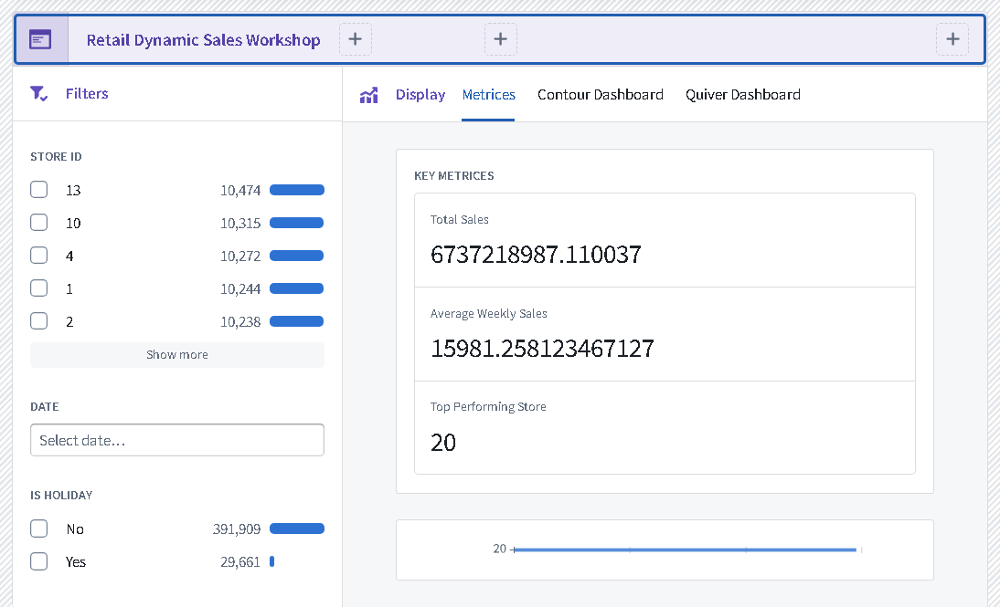 Retail Dynamic Sales Workshop
Filters
STORE ID
13 10,474
10 10,315
4 10,272
1 10,244
2 10,238
Show more
DATE
Select date...
IS HOLIDAY
No 391,909
Yes 29,661
Display Metrices Contour Dashboard Quiver Dashboard
KEY METRICES
Total Sales
6737218987.110037
Average Weekly Sales
15981.258123467127
Top Performing Store
20
20